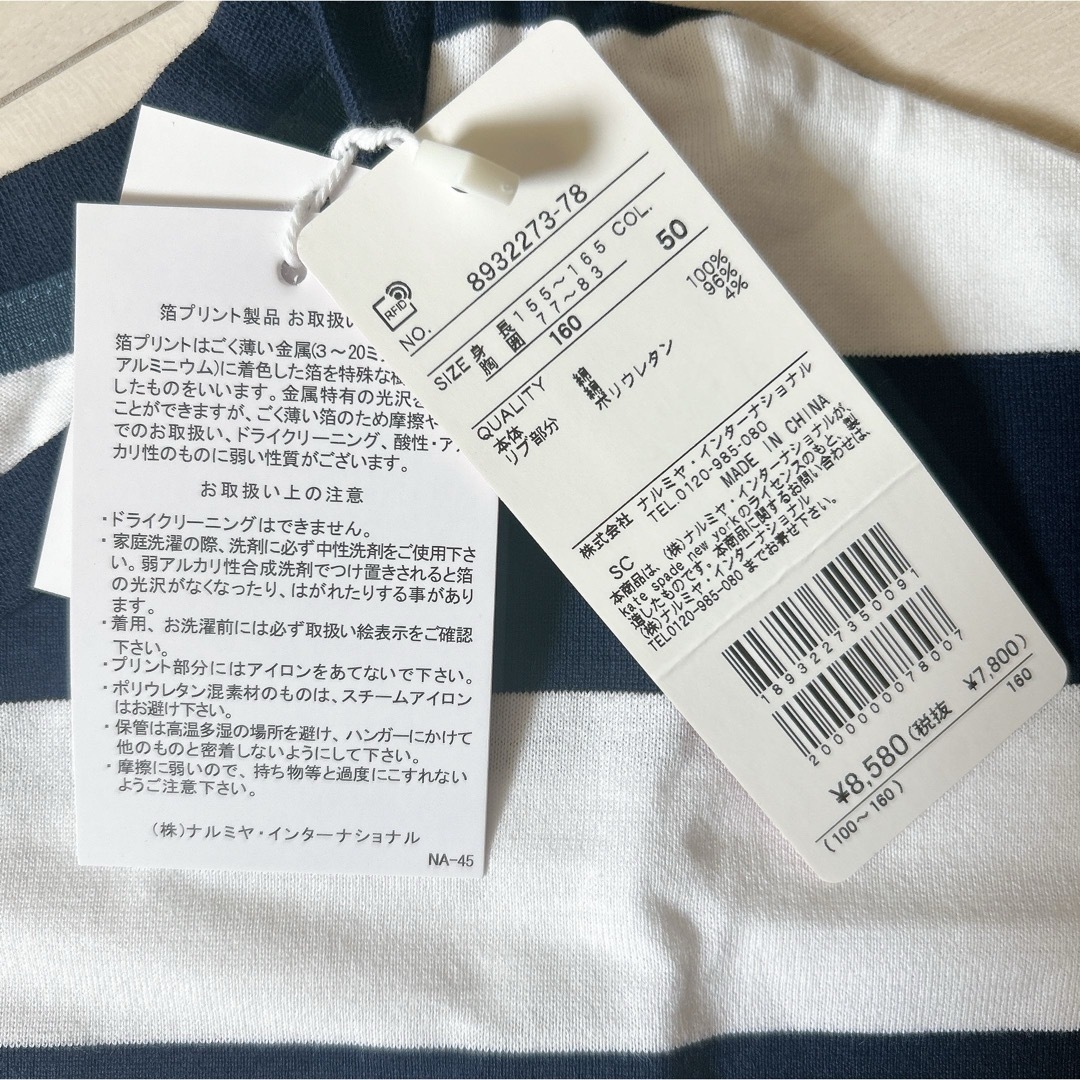 箔プリント製品 お取扱い
箔プリントはごく薄い金属(3~20ミ
アルミニウム)に着色した箔を特殊な
したものをいいます。金属特有の光沢
ことができますが、ごく薄い箔のため摩擦や
でのお取扱い、ドライクリーニング、酸性・ア
カリ性のものに弱い性質がございます。
お取扱い上の注意
・ドライクリーニングはできません。
・家庭洗濯の際、洗剤に必ず中性洗剤をご使用下さ
い。弱アルカリ性合成洗剤でつけ置きされると箔
の光沢がなくなったり、はがれたりする事があり
ます。
・着用、お洗濯前には必ず取扱い絵表示をご確認
下さい。
・プリント部分にはアイロンをあてないで下さい。
・ポリウレタン混素材のものは、スチームアイロン
はお避け下さい。
・保管は高温多湿の場所を避け、ハンガーにかけて
他のものと密着しないようにして下さい。
・摩擦に弱いので、持ち物等と過度にこすれない
ようご注意下さい。
(株)ナルミヤ・インターナショナル
NA-45
RFID
NO. 8932273-78
SIZE 身長 155~165 COL.
胸囲 77~83 50
160
QUALITY
本体 綿 100%
リブ部分 綿 96%
ポリウレタン 4%
株式会社 ナルミヤ・インターナショナル
TEL.0120-985-080
MADE IN CHINA
SC
本商品は、(株)ナルミヤ・インターナショナルが、
kate spade new yorkのライセンスのもと、製
造したものです。本商品に関するお問い合わせは、
(株)ナルミヤ・インターナショナル
TEL0120-985-080 までお寄せ下さい。
1893227350091
2000000007807
¥8,580(税抜 ¥7,800)
(100~160) 160